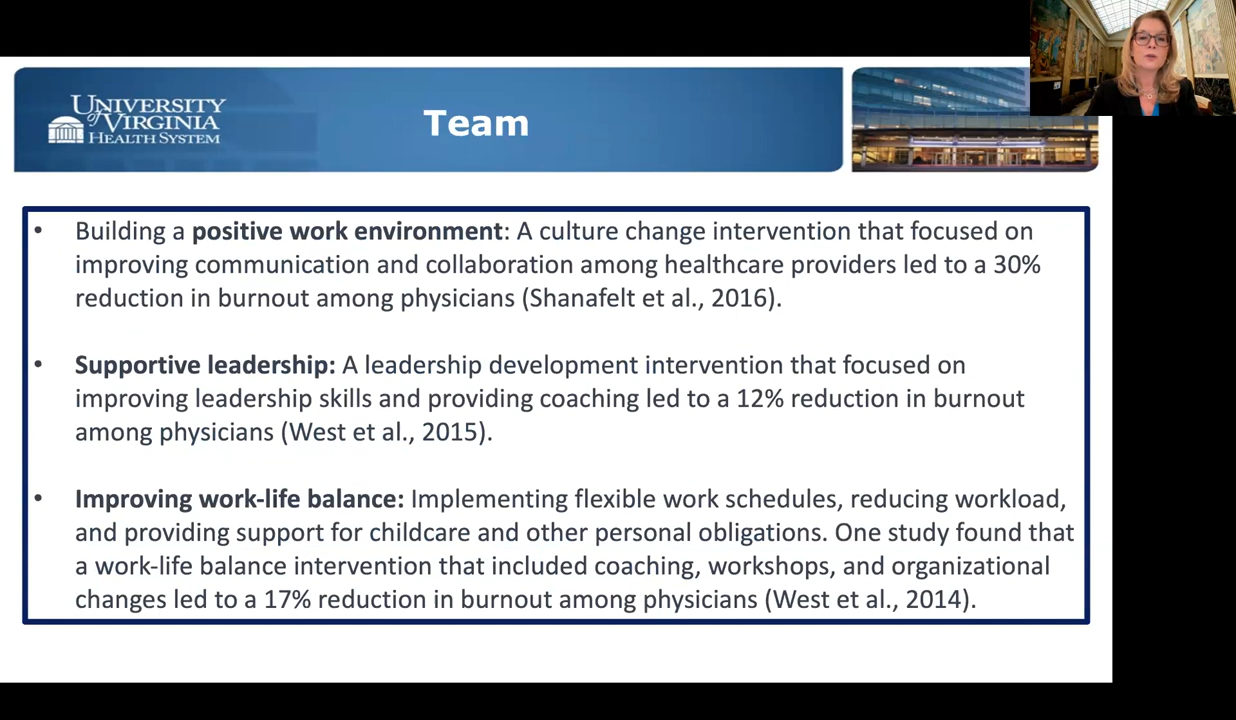 UNIVERSITY
of VIRGINIA
HEALTH SYSTEM
Team
• Building a positive work environment: A culture change intervention that focused on
improving communication and collaboration among healthcare providers led to a 30%
reduction in burnout among physicians (Shanafelt et al., 2016).
• Supportive leadership: A leadership development intervention that focused on
improving leadership skills and providing coaching led to a 12% reduction in burnout
among physicians (West et al., 2015).
• Improving work-life balance: Implementing flexible work schedules, reducing workload,
and providing support for childcare and other personal obligations. One study found that
a work-life balance intervention that included coaching, workshops, and organizational
changes led to a 17% reduction in burnout among physicians (West et al., 2014).